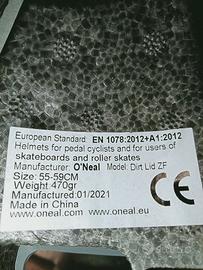 European Standard EN 1078:2012+A1:2012
Helmets for pedal cyclists and for users of
skateboards and roller skates
Manufacturer: O'Neal Model: Dirt Lid ZF
Size: 55-59CM
Weight:470gr
Manufactured:01/2021
Made in China
www.oneal.com www.oneal.eu
CE